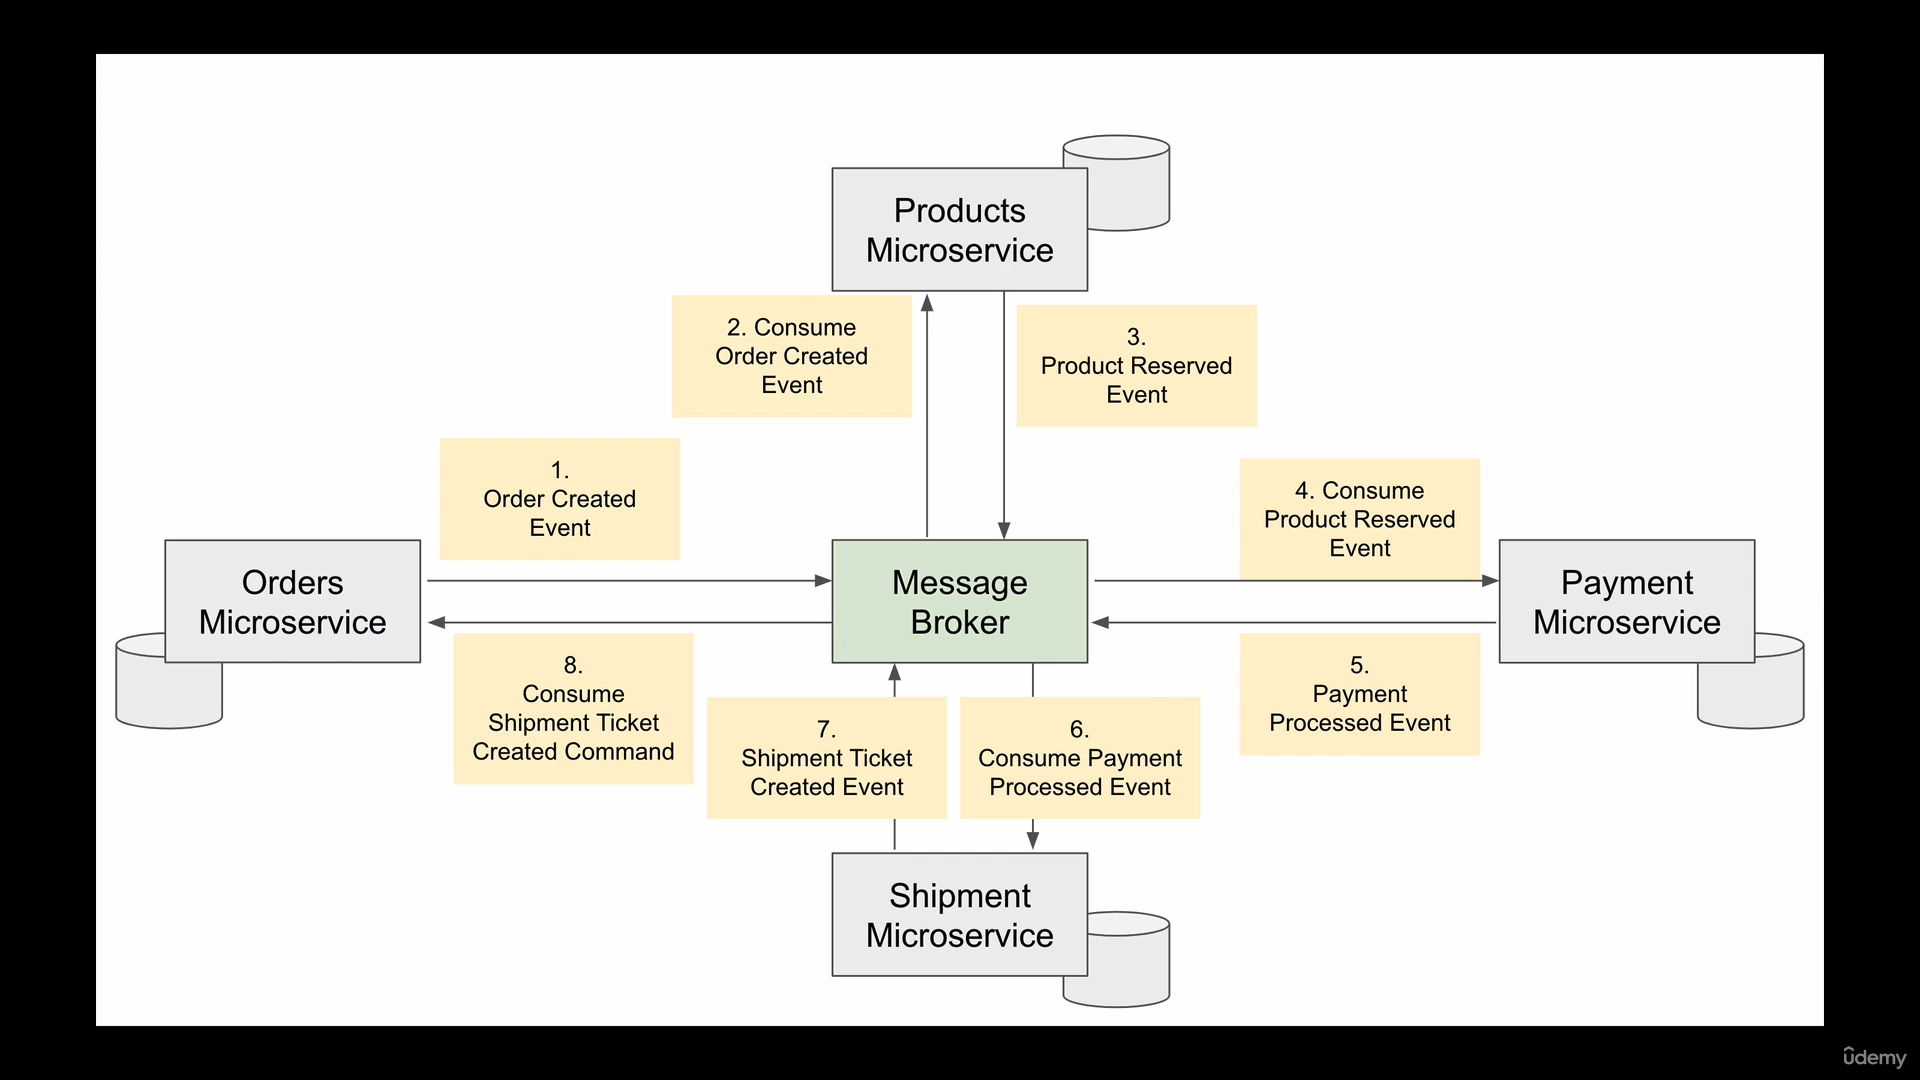 Products
Microservice
2. Consume
Order Created
Event
3.
Product Reserved
Event
1.
Order Created
Event
4. Consume
Product Reserved
Event
Orders
Microservice
Message
Broker
Payment
Microservice
8.
Consume
Shipment Ticket
Created Command
7.
Shipment Ticket
Created Event
6.
Consume Payment
Processed Event
5.
Payment
Processed Event
Shipment
Microservice
udemy